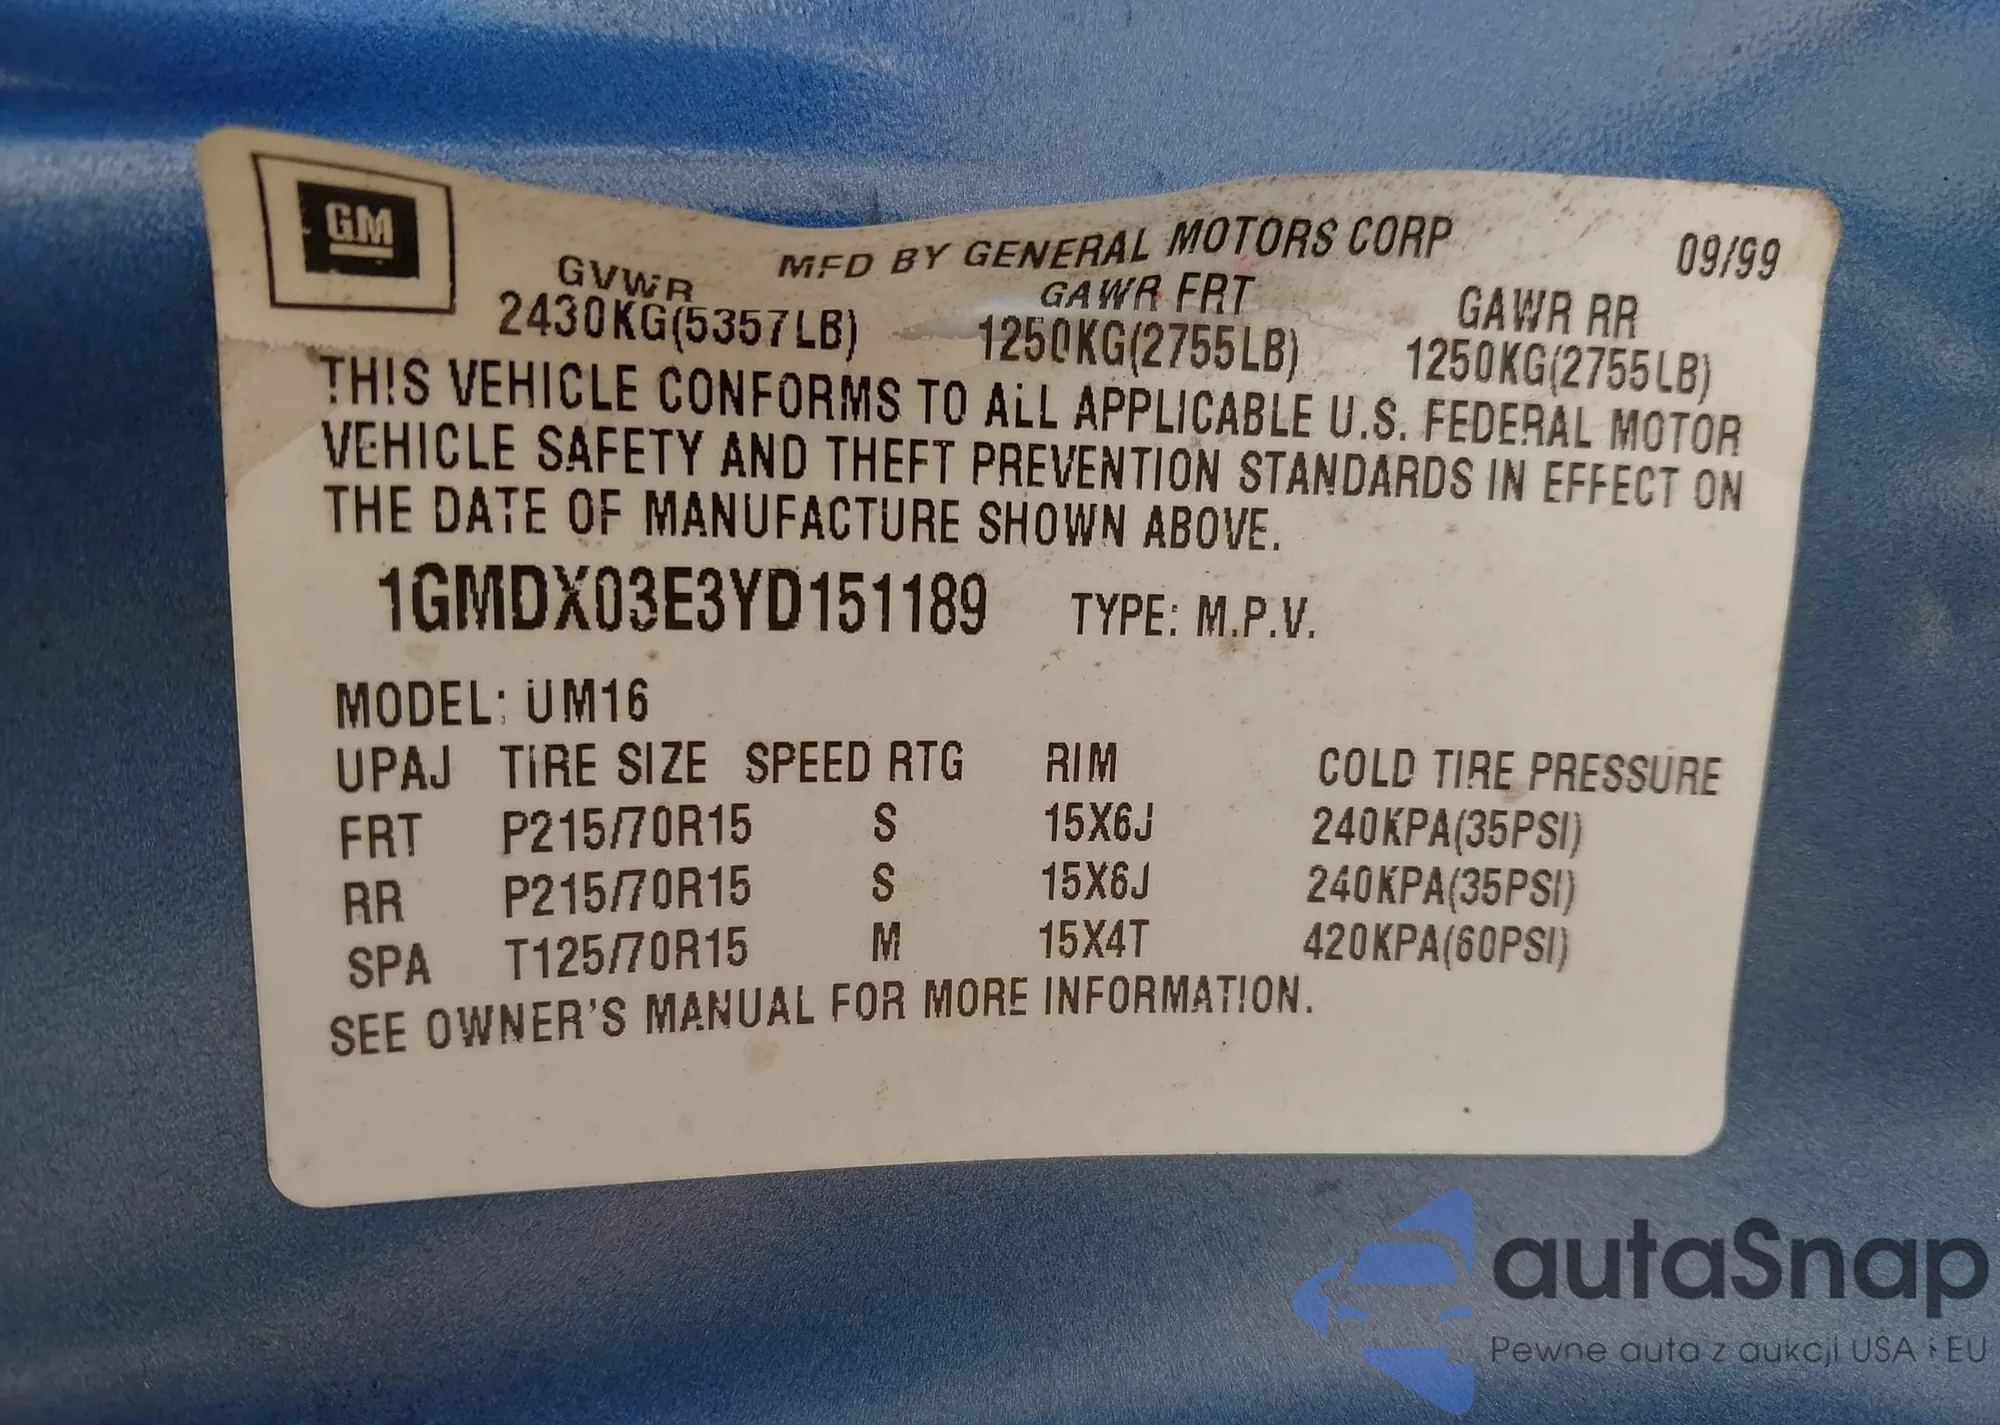 GM
MFD BY GENERAL MOTORS CORP 09/99
GVWR GAWR FRT GAWR RR
2430KG(5357LB) 1250KG(2755LB) 1250KG(2755LB)
THIS VEHICLE CONFORMS TO ALL APPLICABLE U.S. FEDERAL MOTOR
VEHICLE SAFETY AND THEFT PREVENTION STANDARDS IN EFFECT ON
THE DATE OF MANUFACTURE SHOWN ABOVE.
1GMDX03E3YD151189 TYPE: M.P.V.
MODEL: UM16
UPAJ TIRE SIZE SPEED RTG RIM COLD TIRE PRESSURE
FRT P215/70R15 S 15X6J 240KPA(35PSI)
RR P215/70R15 S 15X6J 240KPA(35PSI)
SPA T125/70R15 M 15X4T 420KPA(60PSI)
SEE OWNER'S MANUAL FOR MORE INFORMATION.
autaSnap
Pewne auta z aukcji USA i EU